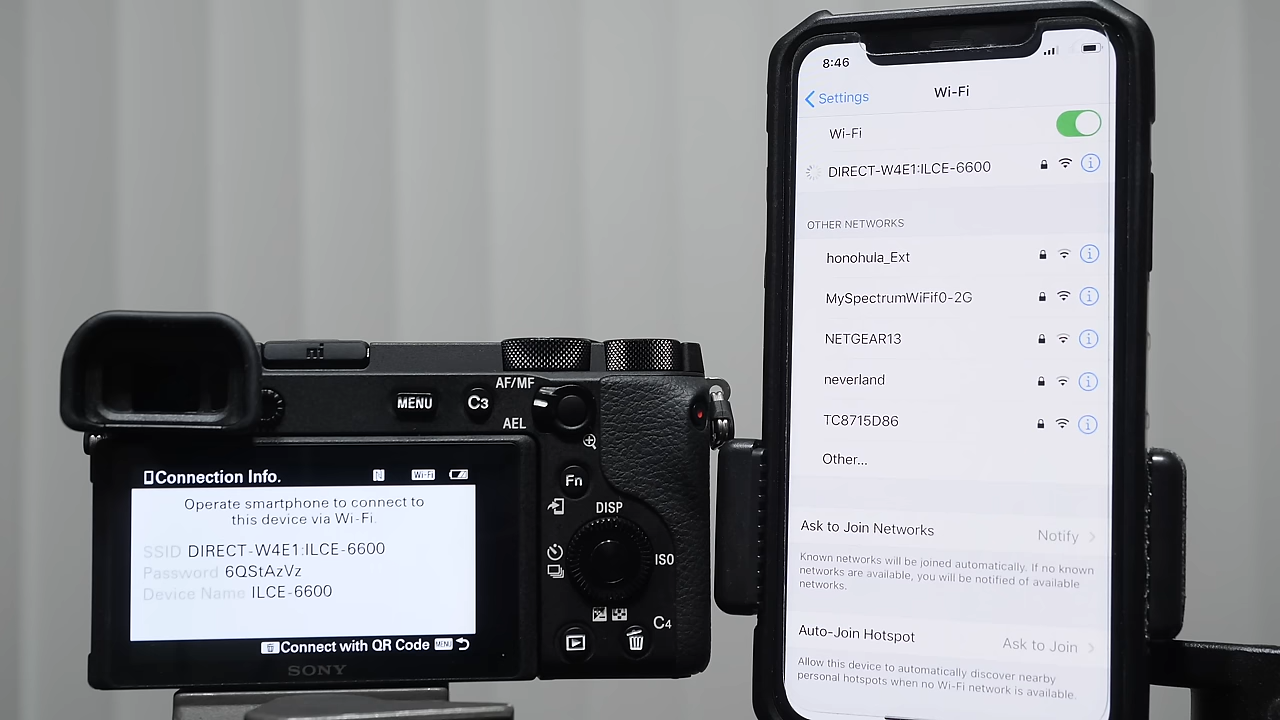 AF/MF
MENU
C3
AEL
Fn
DISP
ISO
C4
Connection Info.
Wi-Fi
Operate smartphone to connect to
this device via Wi-Fi.
SSID DIRECT-W4E1:ILCE-6600
Password 6QStAzVz
Device Name ILCE-6600
Connect with QR Code MENU
SONY
8:46
Settings
Wi-Fi
Wi-Fi
DIRECT-W4E1:ILCE-6600
OTHER NETWORKS
honohula_Ext
MySpectrumWiFif0-2G
NETGEAR13
neverland
TC8715D86
Other...
Ask to Join Networks Notify
Known networks will be joined automatically. If no known
networks are available, you will be notified of available
networks.
Auto-Join Hotspot Ask to Join
Allow this device to automatically discover nearby
personal hotspots when no Wi-Fi network is available.